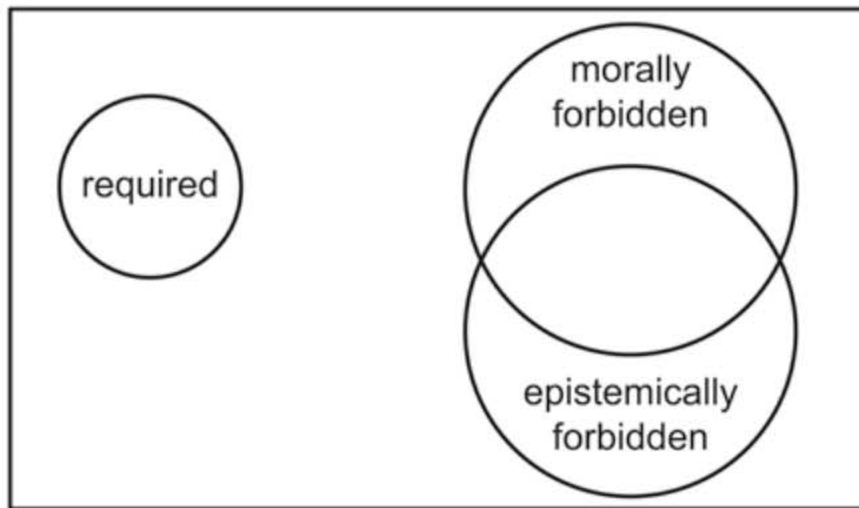 morally
forbidden
required
epistemically
forbidden